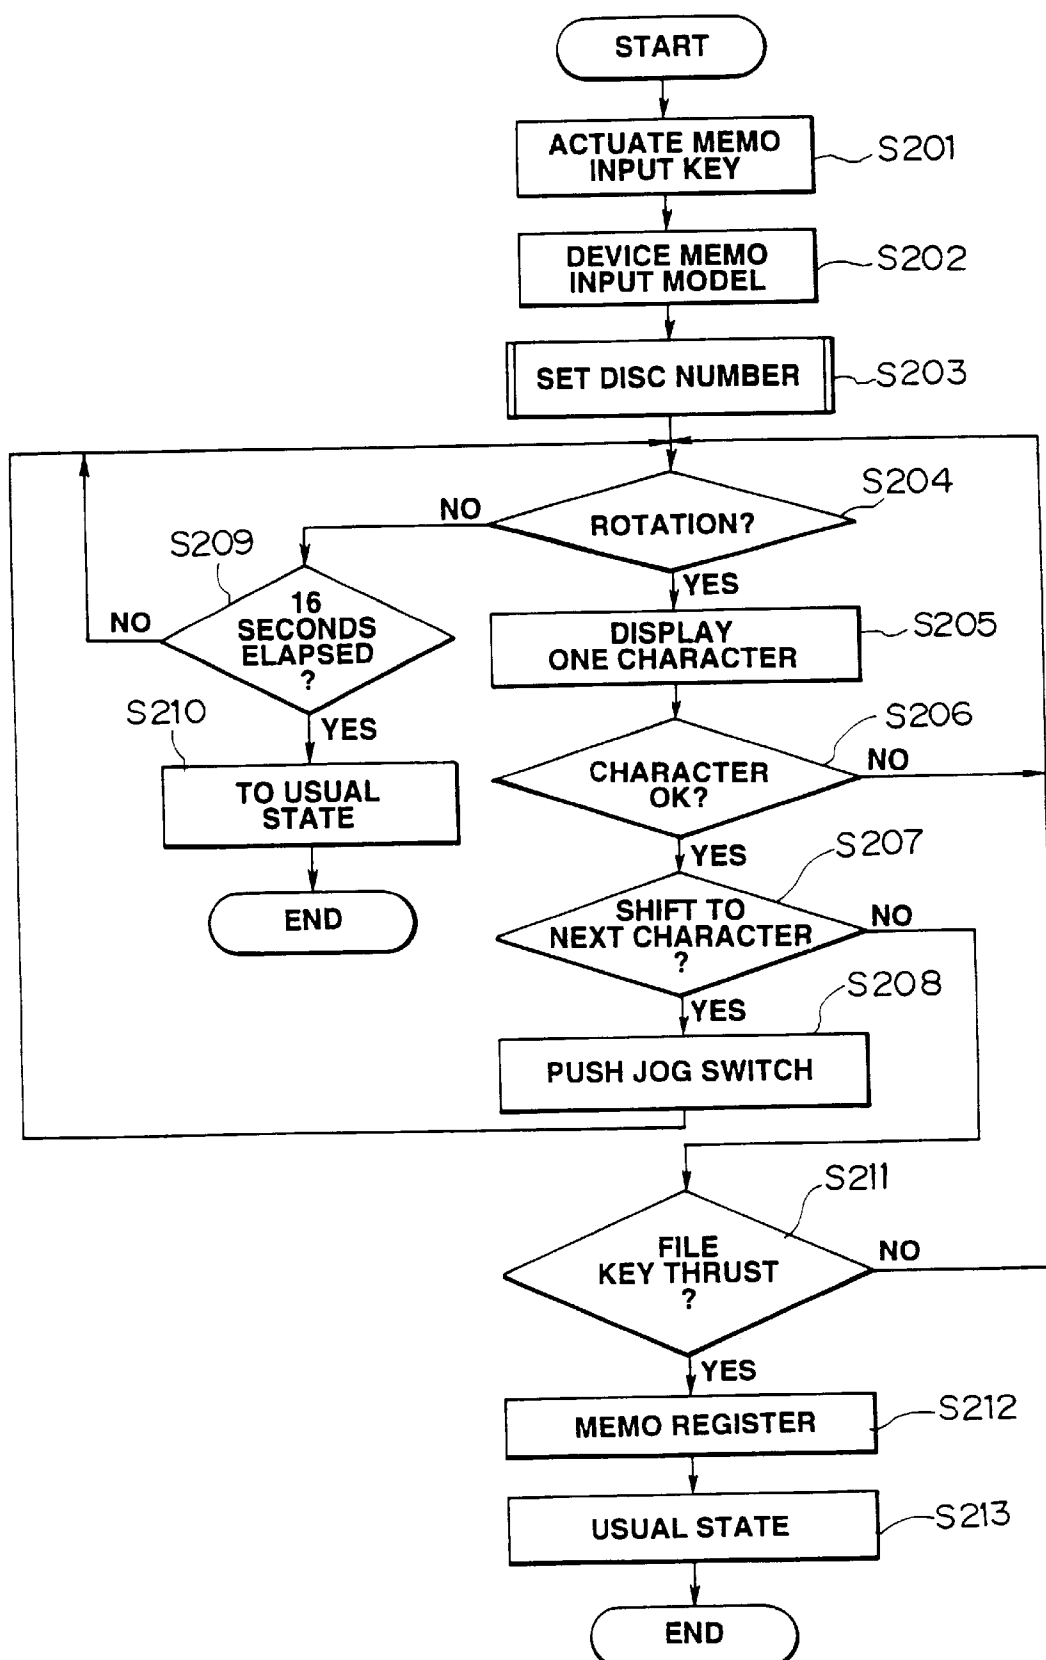 START
ACTUATE MEMO
INPUT KEY
S201
DEVICE MEMO
INPUT MODEL
S202
SET DISC NUMBER
S203
ROTATION?
S204
NO
YES
S209
16
SECONDS
ELAPSED
?
NO
YES
DISPLAY
ONE CHARACTER
S205
S210
TO USUAL
STATE
END
CHARACTER
OK?
S206
NO
YES
SHIFT TO
NEXT CHARACTER
?
S207
NO
YES
PUSH JOG SWITCH
S208
FILE
KEY THRUST
?
S211
NO
YES
MEMO REGISTER
S212
USUAL STATE
S213
END